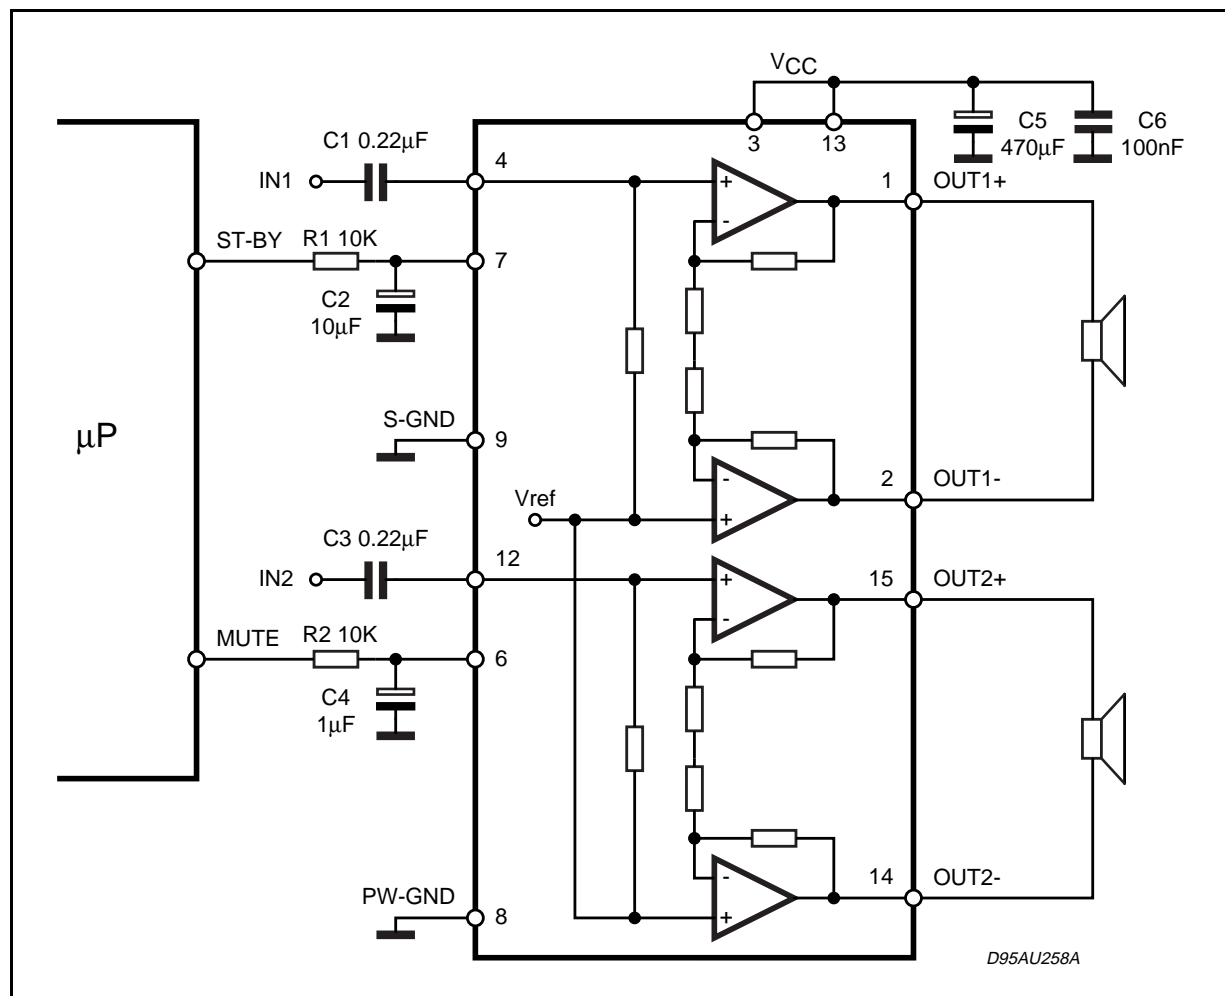 VCC
C1 0.22µF
4
3
13
C5
470µF
C6
100nF
IN1
+
-
1
OUT1+
ST-BY
R1 10K
7
C2
10µF
µP
S-GND
9
-
+
2
OUT1-
Vref
C3 0.22µF
12
IN2
+
-
15
OUT2+
MUTE
R2 10K
6
C4
1µF
PW-GND
8
-
+
14
OUT2-
D95AU258A